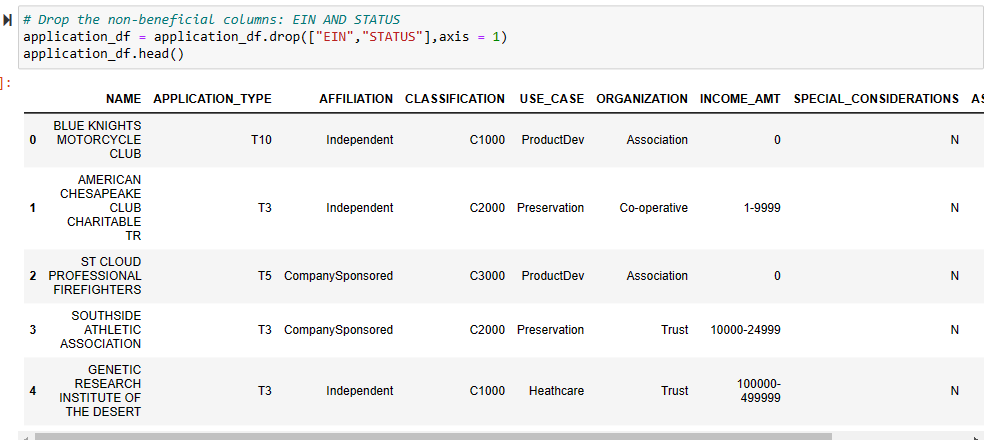 # Drop the non-beneficial columns: EIN AND STATUS
application_df = application_df.drop(["EIN","STATUS"],axis = 1)
application_df.head()
]:
NAME APPLICATION_TYPE AFFILIATION CLASSIFICATION USE_CASE ORGANIZATION INCOME_AMT SPECIAL_CONSIDERATIONS AS
0 BLUE KNIGHTS MOTORCYCLE CLUB T10 Independent C1000 ProductDev Association 0 N
1 AMERICAN CHESAPEAKE CLUB CHARITABLE TR T3 Independent C2000 Preservation Co-operative 1-9999 N
2 ST CLOUD PROFESSIONAL FIREFIGHTERS T5 CompanySponsored C3000 ProductDev Association 0 N
3 SOUTHSIDE ATHLETIC ASSOCIATION T3 CompanySponsored C2000 Preservation Trust 10000-24999 N
4 GENETIC RESEARCH INSTITUTE OF THE DESERT T3 Independent C1000 Heathcare Trust 100000-499999 N